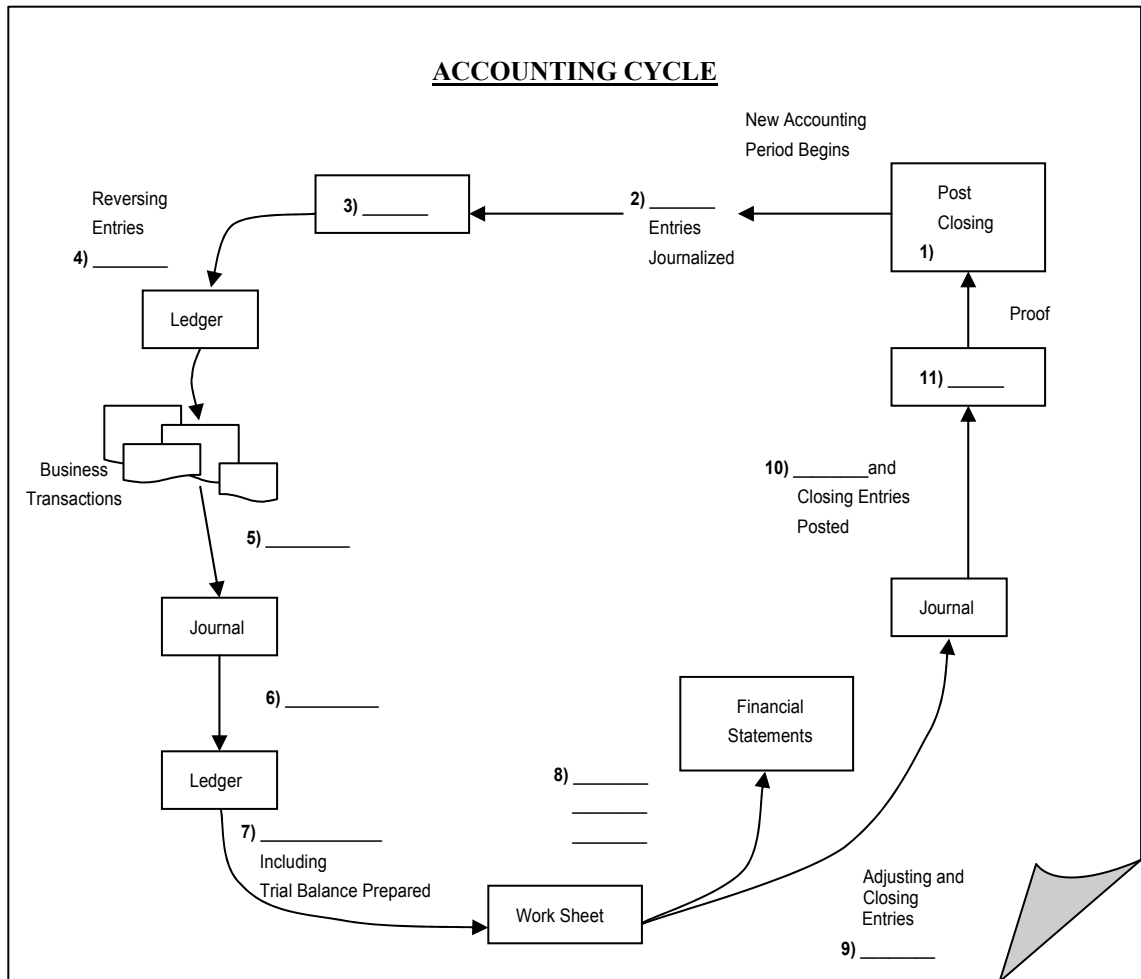 ACCOUNTING CYCLE
New Accounting
Period Begins
Post
Closing
1)
2) _______
Entries
Journalized
3) _______
Reversing
Entries
4) ________
Ledger
Business
Transactions
5) _________
Journal
6) __________
Ledger
7) _____________
Including
Trial Balance Prepared
Work Sheet
8) ________
_________
_________
Financial
Statements
Adjusting and
Closing
Entries
9) ________
Journal
10) ________and
Closing Entries
Posted
11) ______
Proof